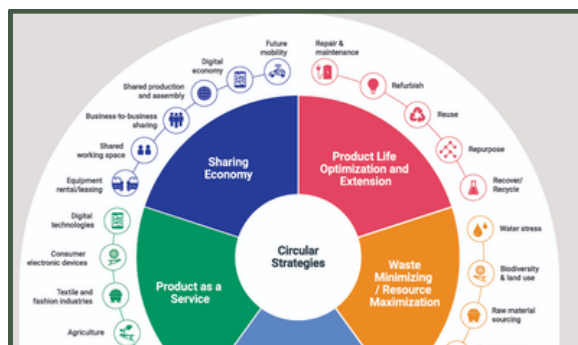 Future
mobility
Digital
economy
Shared production
and assembly
Business-to-business
sharing
Shared
working space
Equipment
rental/leasing
Repair &
maintenance
Refurbish
Reuse
Repurpose
Recover/
Recycle
Sharing
Economy
Product Life
Optimization and
Extension
Digital
technologies
Consumer
electronic devices
Textile and
fashion industries
Agriculture
Product as a
Service
Circular
Strategies
Waste
Minimizing
/ Resource
Maximization
Water stress
Biodiversity
& land use
Raw material
sourcing